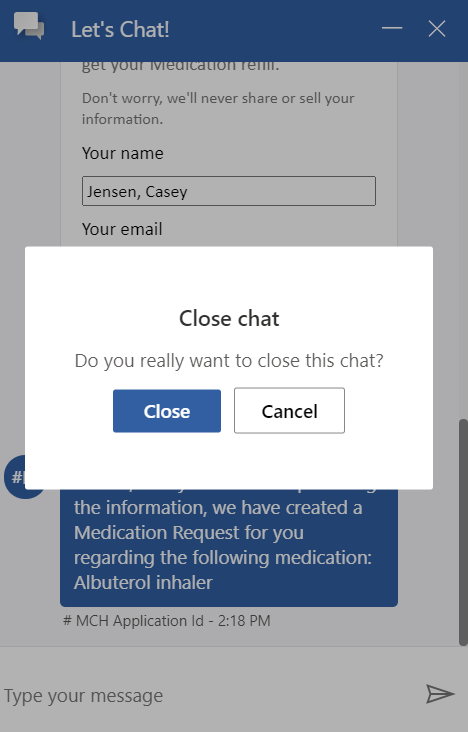 Let's Chat!
get your Medication refill.
Don't worry, we'll never share or sell your
information.
Your name
Jensen, Casey
Your email
Close chat
Do you really want to close this chat?
Close
Cancel
the information, we have created a
Medication Request for you
regarding the following medication:
Albuterol inhaler
# MCH Application Id - 2:18 PM
Type your message